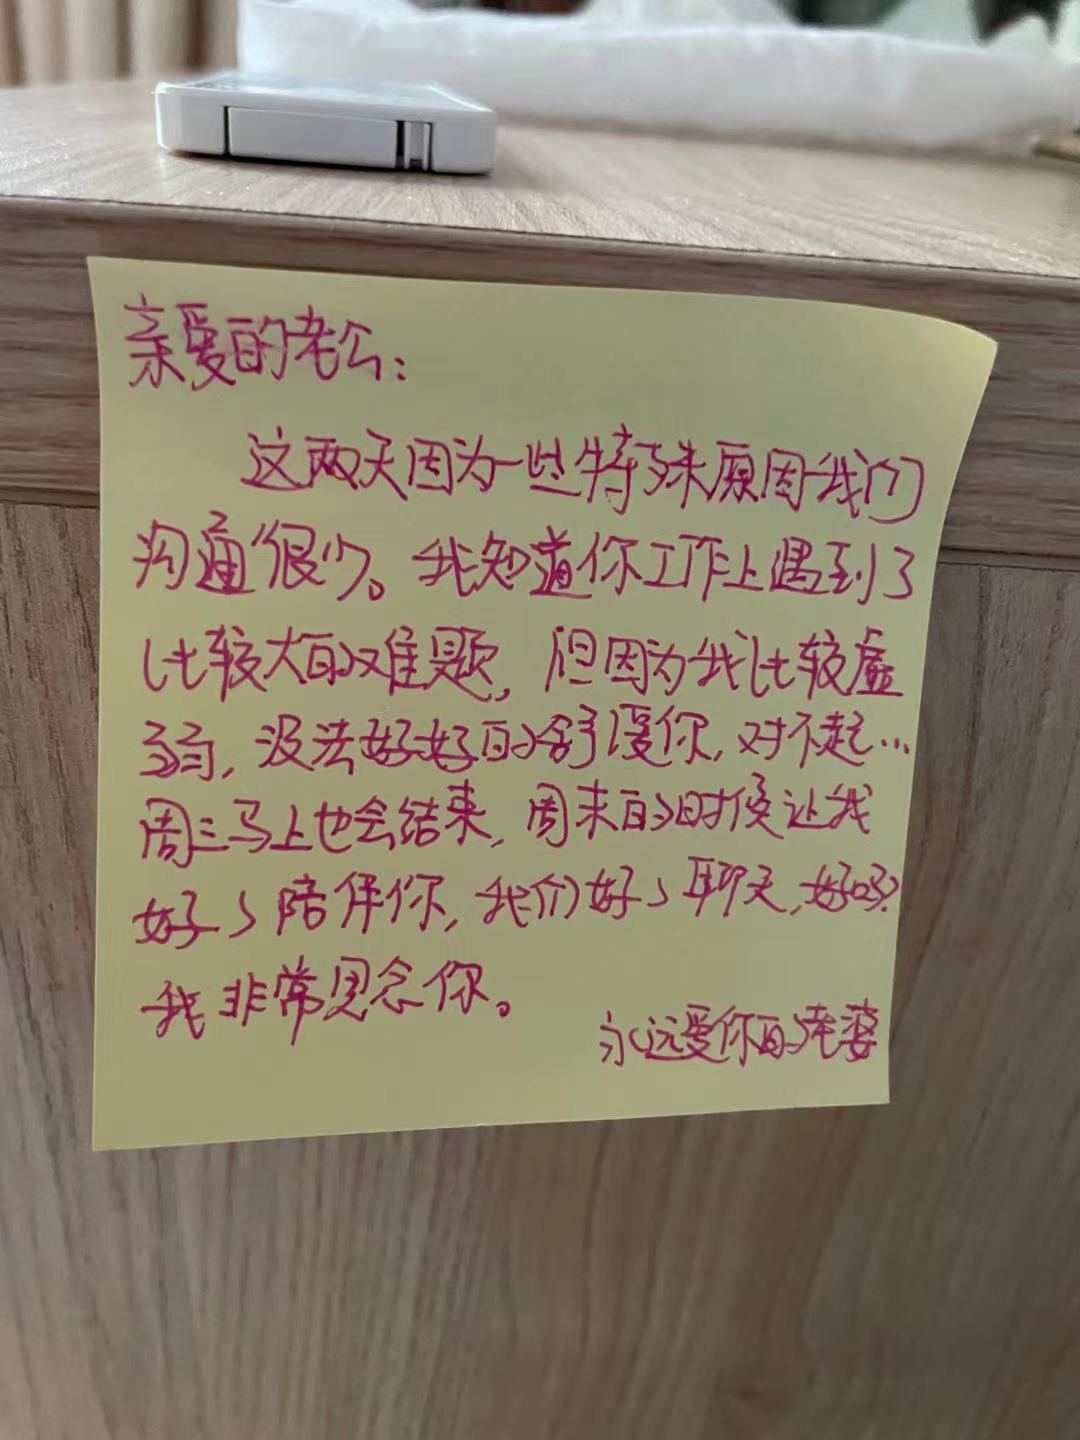 亲爱的老公:
这两天因为一些特殊原因我们
沟通很少。我知道你工作上遇到了
比较大的难题,但因为我比较虚
弱,没法好好的舒缓你,对不起…
周三马上也会结束,周末的时候让我
好好陪伴你,我们好好聊天,好吗?
我非常思念你。
永远爱你的老婆